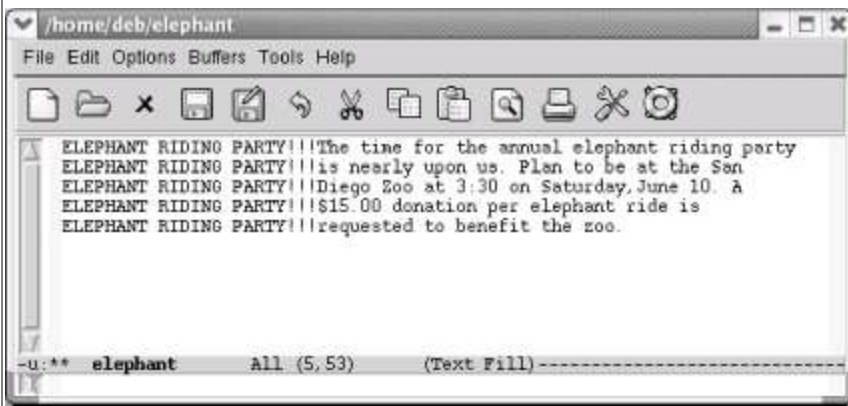 /home/deb/elephant
File Edit Options Buffers Tools Help
ELEPHANT RIDING PARTY!!!The time for the annual elephant riding party
ELEPHANT RIDING PARTY!!!is nearly upon us. Plan to be at the San
ELEPHANT RIDING PARTY!!!Diego Zoo at 3:30 on Saturday,June 10. A
ELEPHANT RIDING PARTY!!!$15.00 donation per elephant ride is
ELEPHANT RIDING PARTY!!!requested to benefit the zoo.
-u:** elephant All (5,53) (Text Fill)----------------------------